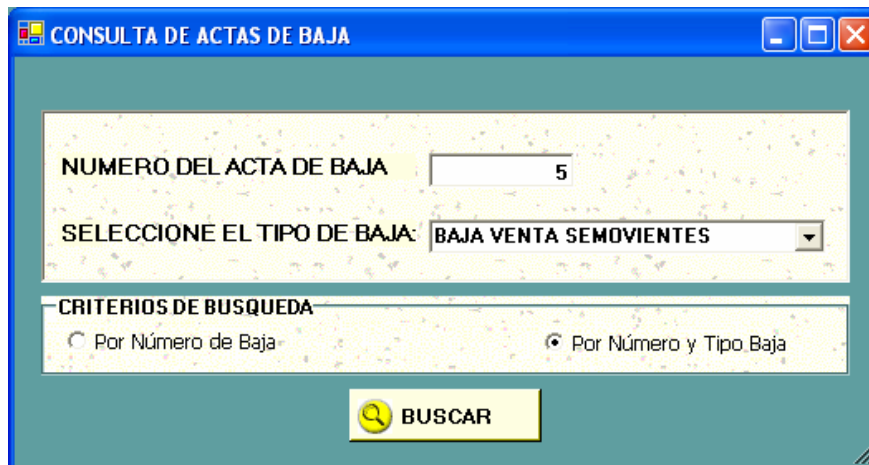 CONSULTA DE ACTAS DE BAJA
NUMERO DEL ACTA DE BAJA 5
SELECCIONE EL TIPO DE BAJA: BAJA VENTA SEMOVIENTES
CRITERIOS DE BUSQUEDA
Por Número de Baja Por Número y Tipo Baja
BUSCAR